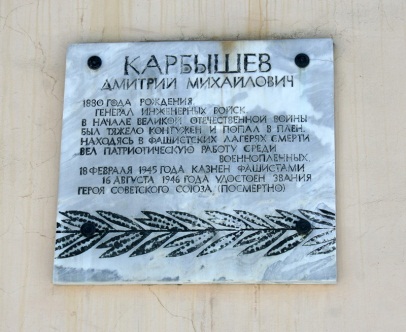 КАРБЫШЕВ
ДМИТРИЙ МИХАЙЛОВИЧ
1880 ГОДА РОЖДЕНИЯ
ГЕНЕРАЛ ИНЖЕНЕРНЫХ ВОЙСК
В НАЧАЛЕ ВЕЛИКОЙ ОТЕЧЕСТВЕННОЙ ВОЙНЫ
БЫЛ ТЯЖЕЛО КОНТУЖЕН И ПОПАЛ В ПЛЕН.
НАХОДЯСЬ В ФАШИСТСКИХ ЛАГЕРЯХ СМЕРТИ
ВЕЛ ПАТРИОТИЧЕСКУЮ РАБОТУ СРЕДИ
ВОЕННОПЛЕННЫХ.
18 ФЕВРАЛЯ 1945 ГОДА КАЗНЕН ФАШИСТАМИ
16 АВГУСТА 1946 ГОДА УДОСТОЕН ЗВАНИЯ
ГЕРОЯ СОВЕТСКОГО СОЮЗА (ПОСМЕРТНО)